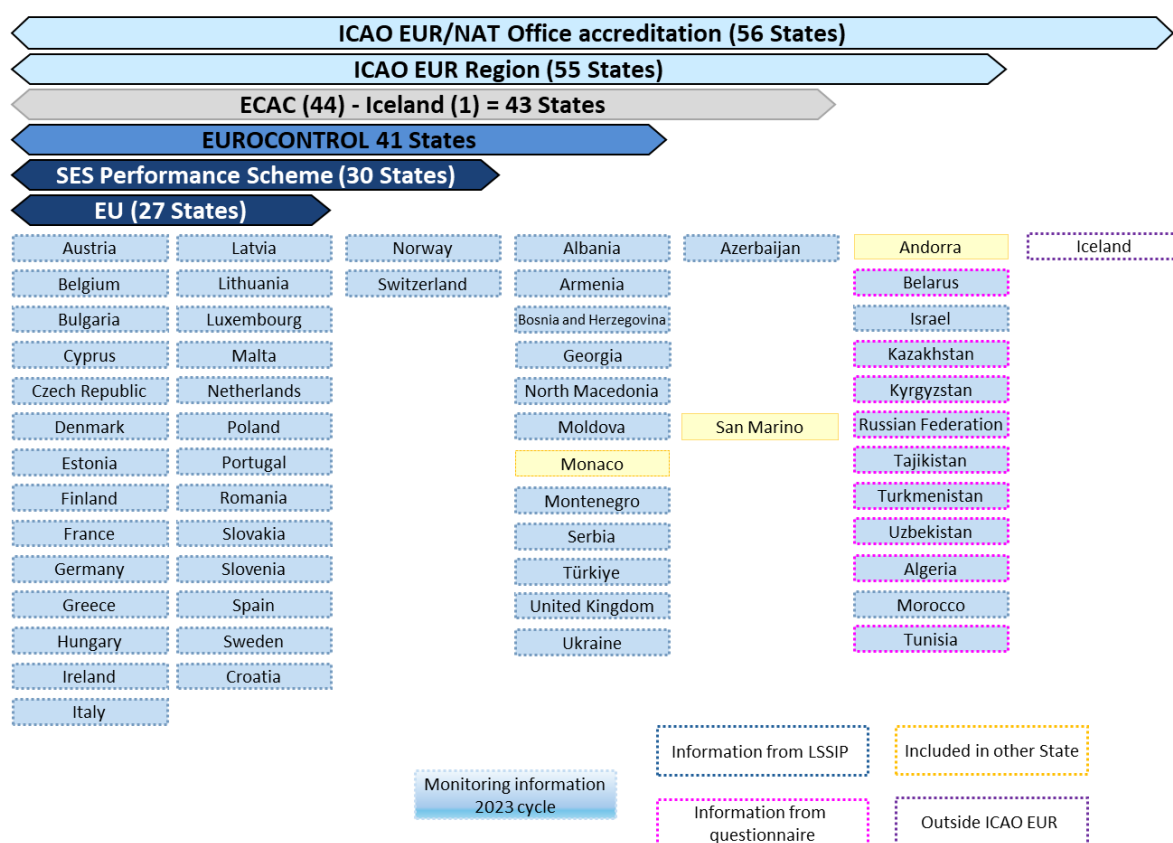 ICAO EUR/NAT Office accreditation (56 States)
ICAO EUR Region (55 States)
ECAC (44) - Iceland (1) = 43 States
EUROCONTROL 41 States
SES Performance Scheme (30 States)
EU (27 States)
Austria
Belgium
Bulgaria
Cyprus
Czech Republic
Denmark
Estonia
Finland
France
Germany
Greece
Hungary
Ireland
Italy
Latvia
Lithuania
Luxembourg
Malta
Netherlands
Poland
Portugal
Romania
Slovakia
Slovenia
Spain
Sweden
Croatia
Norway
Switzerland
Albania
Armenia
Bosnia and Herzegovina
Georgia
North Macedonia
Moldova
Monaco
Montenegro
Serbia
Türkiye
United Kingdom
Ukraine
Azerbaijan
San Marino
Andorra
Belarus
Israel
Kazakhstan
Kyrgyzstan
Russian Federation
Tajikistan
Turkmenistan
Uzbekistan
Algeria
Morocco
Tunisia
Iceland
Monitoring information
2023 cycle
Information from LSSIP
Included in other State
Information from
questionnaire
Outside ICAO EUR